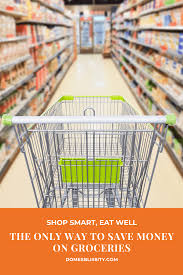 SHOP SMART, EAT WELL
THE ONLY WAY TO SAVE MONEY
ON GROCERIES
DOMESBLISSITY.COM